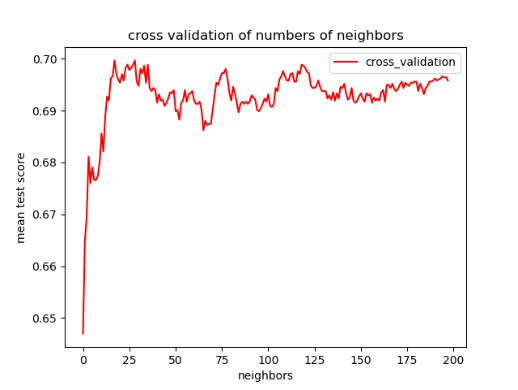 cross validation of numbers of neighbors
cross_validation
0.70
0.69
0.68
0.67
0.66
0.65
mean test score
0 25 50 75 100 125 150 175 200
neighbors